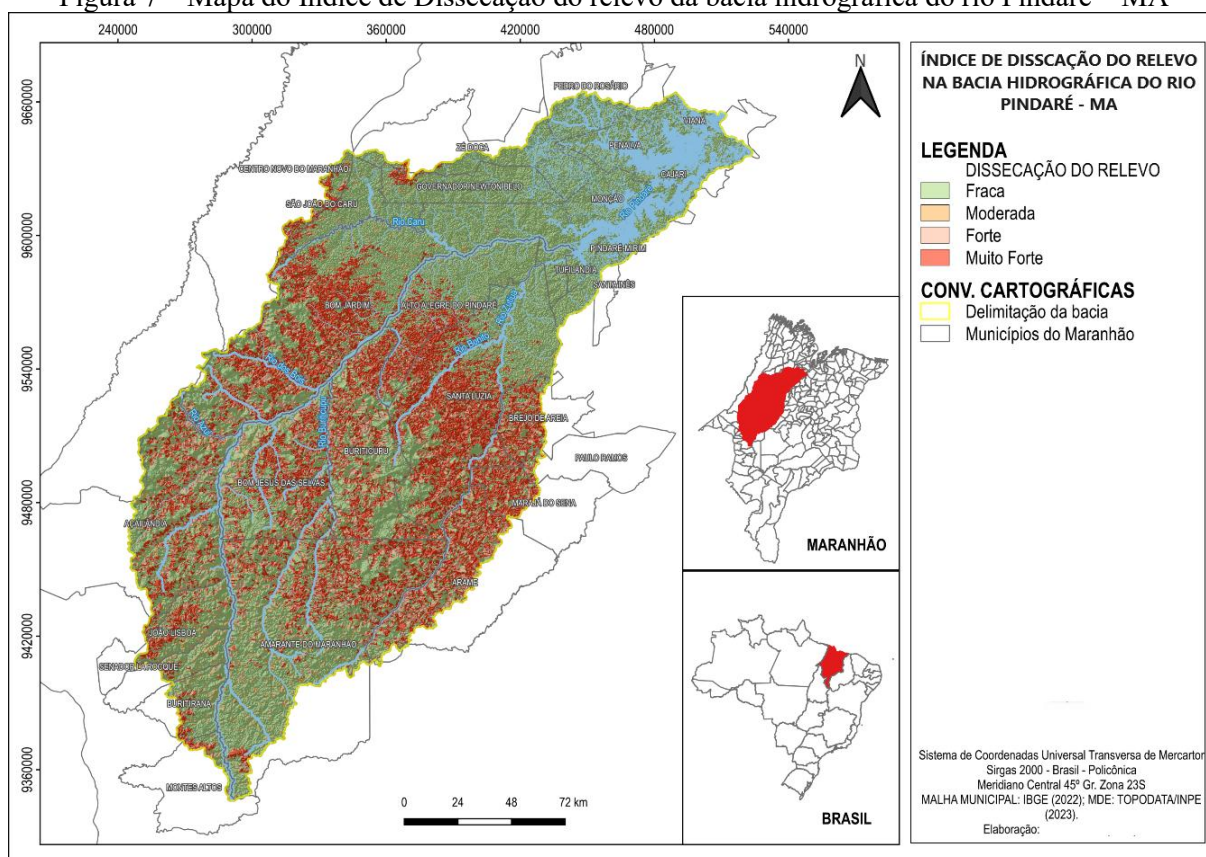 Figura 7 – Mapa do Índice de Dissecação do relevo da bacia hidrográfica do rio Pindaré – MA
240000 300000 360000 420000 480000 540000
9660000
9600000
9540000
9480000
9420000
9360000
N
PEDRO DO ROSÁRIO
VIANA
ZÉ DOCA
PENALVA
CENTRO NOVO DO MARANHÃO
CAJARI
GOVERNADOR NEWTON BELO
MONÇÃO
SÃO JOÃO DO CARU
Rio Caru
PINDARÉ-MIRIM
TUFILÂNDIA
SANTA INÊS
BOM JARDIM
ALTO ALEGRE DO PINDARÉ
SANTA LUZIA
BREJO DE AREIA
Rio Buriticupu
BURITICUPU
PAULO RAMOS
BOM JESUS DAS SELVAS
MARAJÁ DO SENA
AÇAILÂNDIA
ARAME
JOÃO LISBOA
AMARANTE DO MARANHÃO
SENADOR LA ROCQUE
BURITIRANA
MONTES ALTOS
0 24 48 72 km
MARANHÃO
BRASIL
ÍNDICE DE DISSCAÇÃO DO RELEVO
NA BACIA HIDROGRÁFICA DO RIO
PINDARÉ - MA
LEGENDA
DISSECAÇÃO DO RELEVO
Fraca
Moderada
Forte
Muito Forte
CONV. CARTOGRÁFICAS
Delimitação da bacia
Municípios do Maranhão
Sistema de Coordenadas Universal Transversa de Mercartor
Sirgas 2000 - Brasil - Policônica
Meridiano Central 45º Gr. Zona 23S
MALHA MUNICIPAL: IBGE (2022); MDE: TOPODATA/INPE
(2023).
Elaboração: